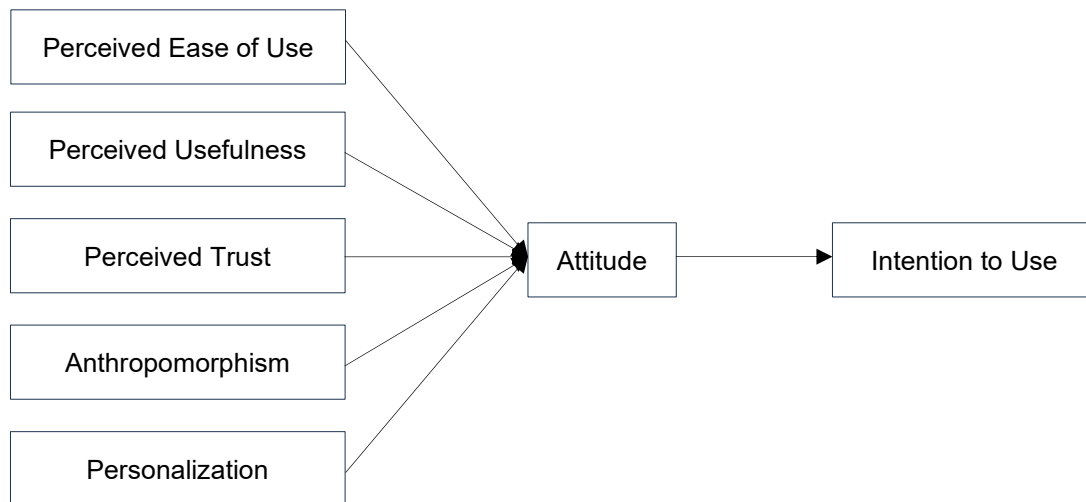 Perceived Ease of Use
Perceived Usefulness
Perceived Trust
Attitude
Intention to Use
Anthropomorphism
Personalization